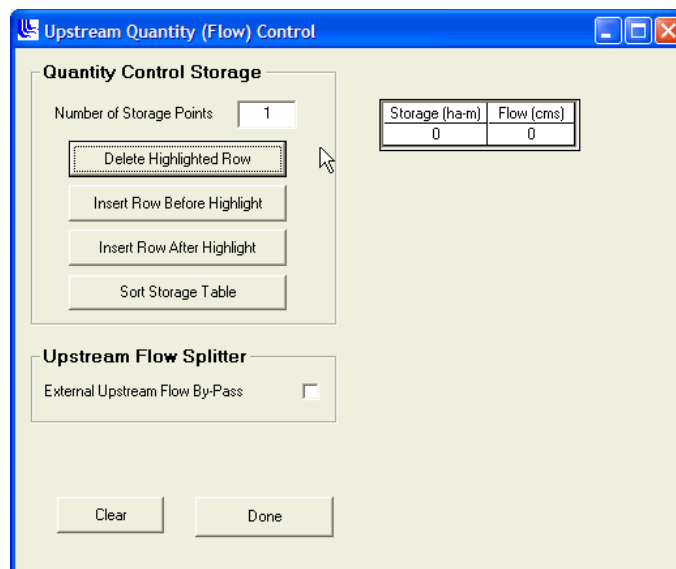 Upstream Quantity (Flow) Control
Quantity Control Storage
Number of Storage Points 1
Delete Highlighted Row
Insert Row Before Highlight
Insert Row After Highlight
Sort Storage Table
Storage (ha-m) Flow (cms)
0 0
Upstream Flow Splitter
External Upstream Flow By-Pass
Clear Done